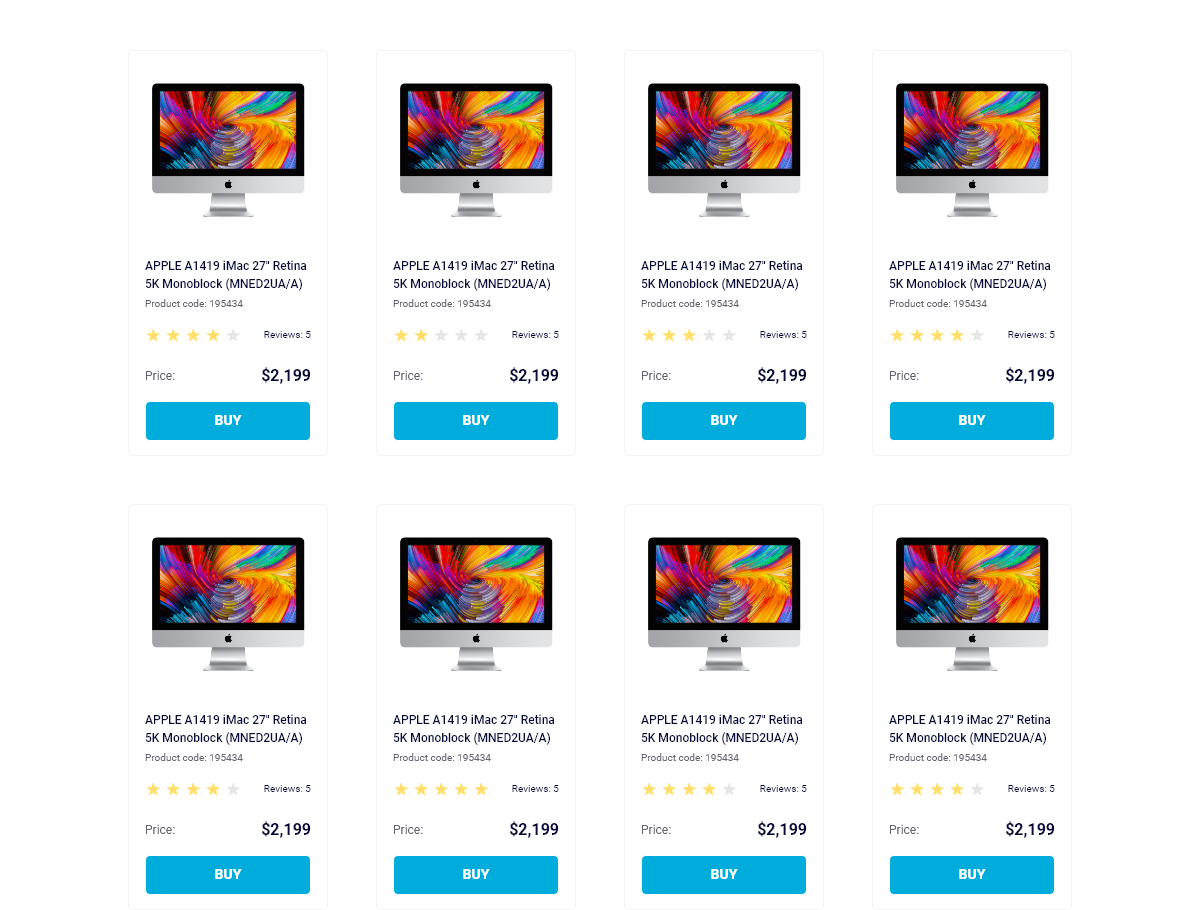 APPLE A1419 iMac 27" Retina
5K Monoblock (MNED2UA/A)
Product code: 195434
Reviews: 5
Price:
$2,199
BUY
APPLE A1419 iMac 27" Retina
5K Monoblock (MNED2UA/A)
Product code: 195434
Reviews: 5
Price:
$2,199
BUY
APPLE A1419 iMac 27" Retina
5K Monoblock (MNED2UA/A)
Product code: 195434
Reviews: 5
Price:
$2,199
BUY
APPLE A1419 iMac 27" Retina
5K Monoblock (MNED2UA/A)
Product code: 195434
Reviews: 5
Price:
$2,199
BUY
APPLE A1419 iMac 27" Retina
5K Monoblock (MNED2UA/A)
Product code: 195434
Reviews: 5
Price:
$2,199
BUY
APPLE A1419 iMac 27" Retina
5K Monoblock (MNED2UA/A)
Product code: 195434
Reviews: 5
Price:
$2,199
BUY
APPLE A1419 iMac 27" Retina
5K Monoblock (MNED2UA/A)
Product code: 195434
Reviews: 5
Price:
$2,199
BUY
APPLE A1419 iMac 27" Retina
5K Monoblock (MNED2UA/A)
Product code: 195434
Reviews: 5
Price:
$2,199
BUY